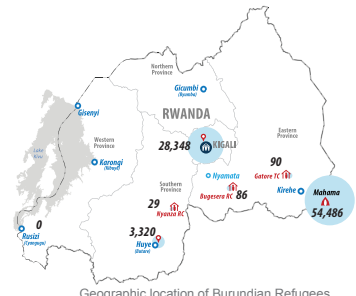 Northern
Province
Gicumbi
(Byumba)
Gisenyi
RWANDA
28,348
KIGALI
Eastern
Province
Lake
Kivu
Western
Province
Karongi
(Kibuye)
90
Gatore TC
Nyamata
Southern
Province
Bugesera RC
86
Kirehe
Mahama
54,486
29
Nyanza RC
0
Rusizi
(Cyangugu)
3,320
Huye
(Butare)
Geographic location of Burundian Refugees